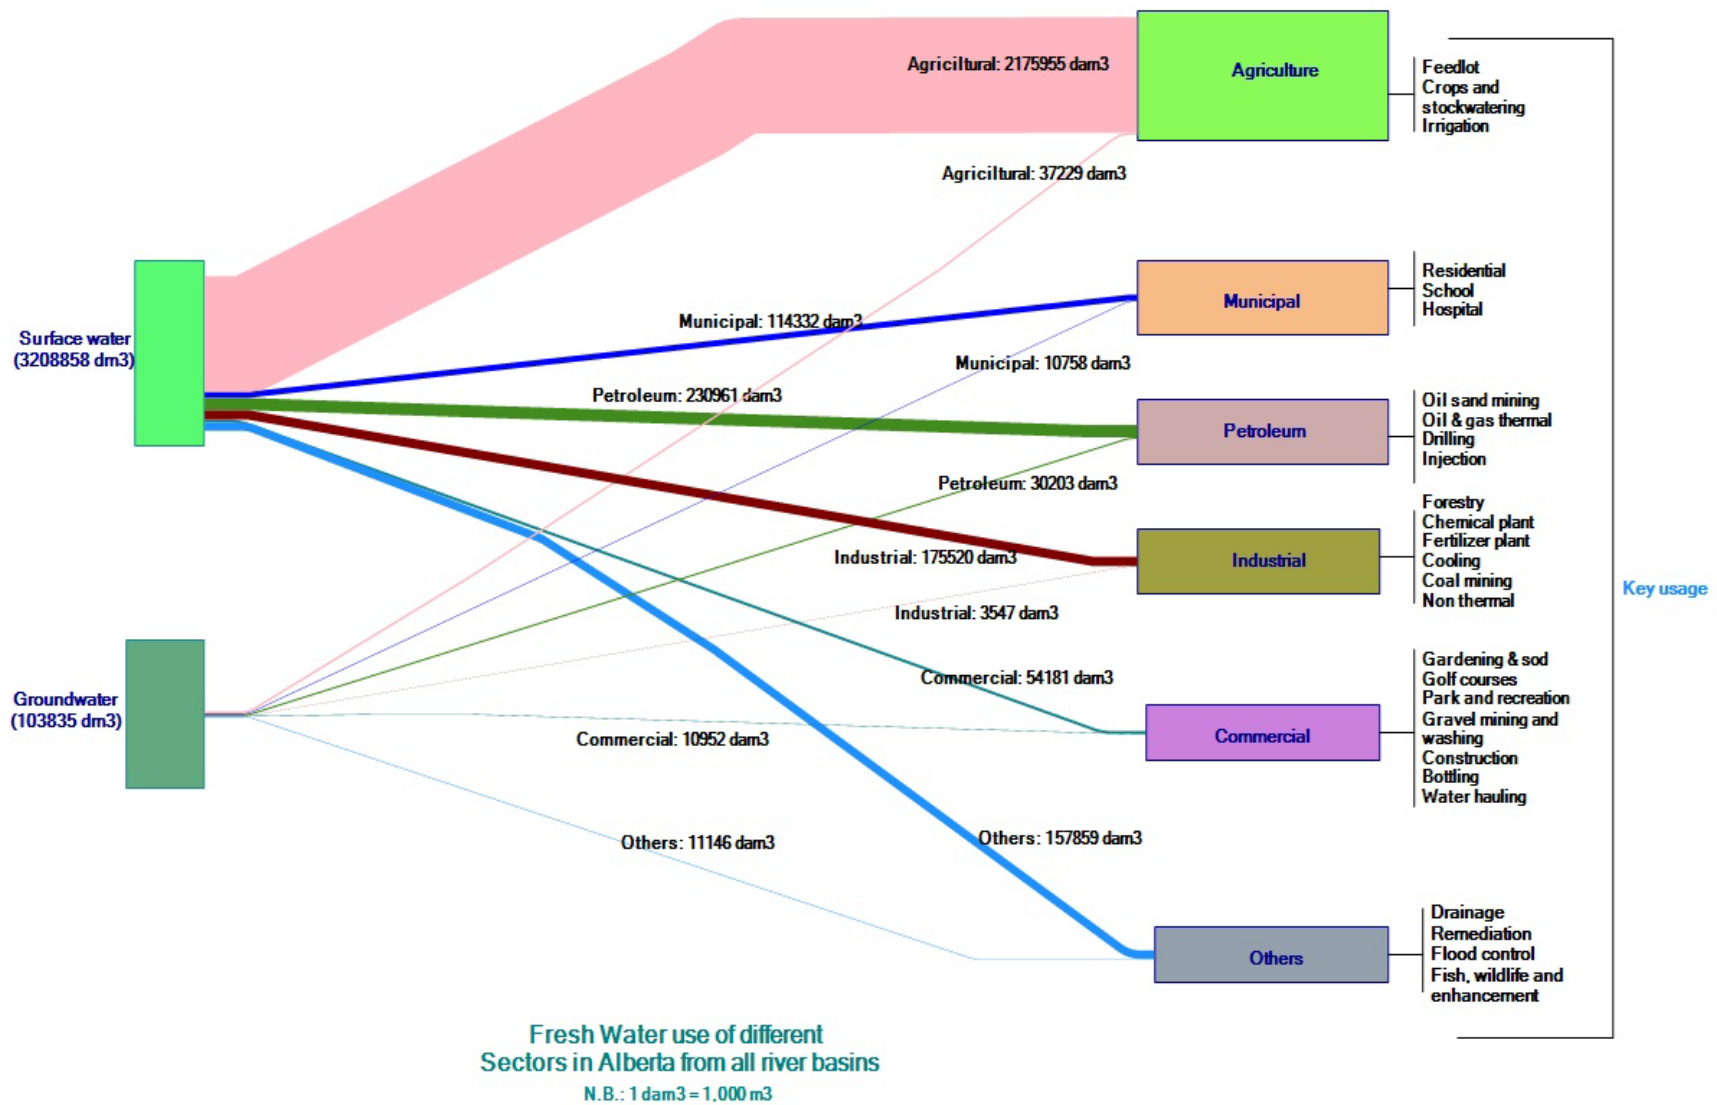 Agriciltural: 2175955 dam3
Agriculture
Feedlot
Crops and
stockwatering
Irrigation
Agriciltural: 37229 dam3
Surface water
(3208858 dm3)
Municipal: 114332 dam3
Municipal
Residential
School
Hospital
Municipal: 10758 dam3
Petroleum: 230961 dam3
Petroleum
Oil sand mining
Oil & gas thermal
Drilling
Injection
Petroleum: 30203 dam3
Industrial: 175520 dam3
Industrial
Forestry
Chemical plant
Fertilizer plant
Cooling
Coal mining
Non thermal
Key usage
Industrial: 3547 dam3
Groundwater
(103835 dm3)
Commercial: 54181 dam3
Commercial: 10952 dam3
Commercial
Gardening & sod
Golf courses
Park and recreation
Gravel mining and
washing
Construction
Bottling
Water hauling
Others: 11146 dam3
Others: 157859 dam3
Others
Drainage
Remediation
Flood control
Fish, wildlife and
enhancement
Fresh Water use of different
Sectors in Alberta from all river basins
N.B.: 1 dam3 = 1,000 m3